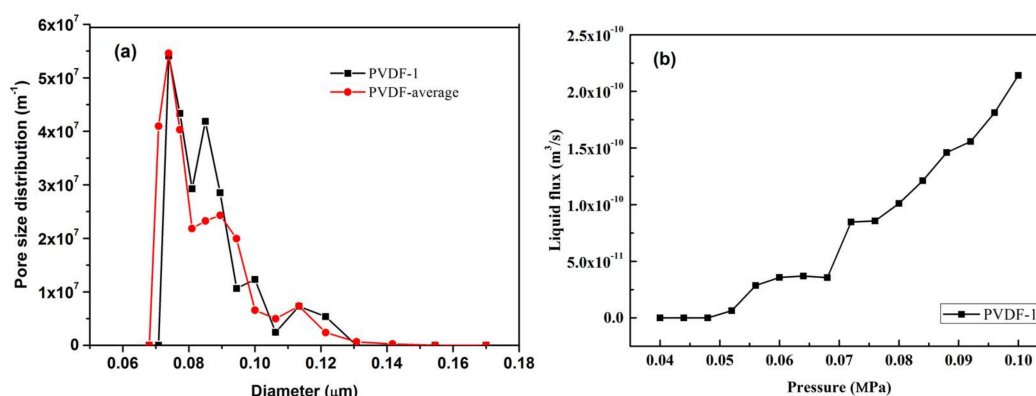 (a)
PVDF-1
PVDF-average
Pore size distribution (m⁻¹)
6x10⁷
5x10⁷
4x10⁷
3x10⁷
2x10⁷
1x10⁷
0
0.06 0.08 0.10 0.12 0.14 0.16 0.18
Diameter (μm)
(b)
Liquid flux (m³/s)
2.5x10⁻¹⁰
2.0x10⁻¹⁰
1.5x10⁻¹⁰
1.0x10⁻¹⁰
5.0x10⁻¹¹
0.0
PVDF-1
0.04 0.05 0.06 0.07 0.08 0.09 0.10
Pressure (MPa)